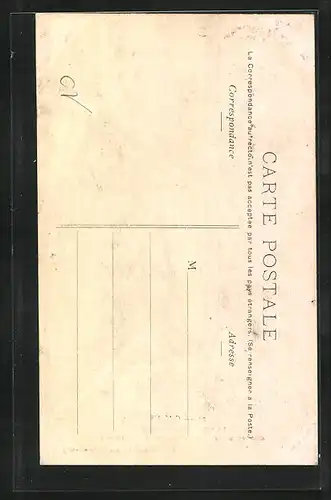 CARTE POSTALE
La Correspondance au recto n'est pas acceptée par tous les pays étrangers. (Se renseigner à la Poste.)
Correspondance
Adresse
M